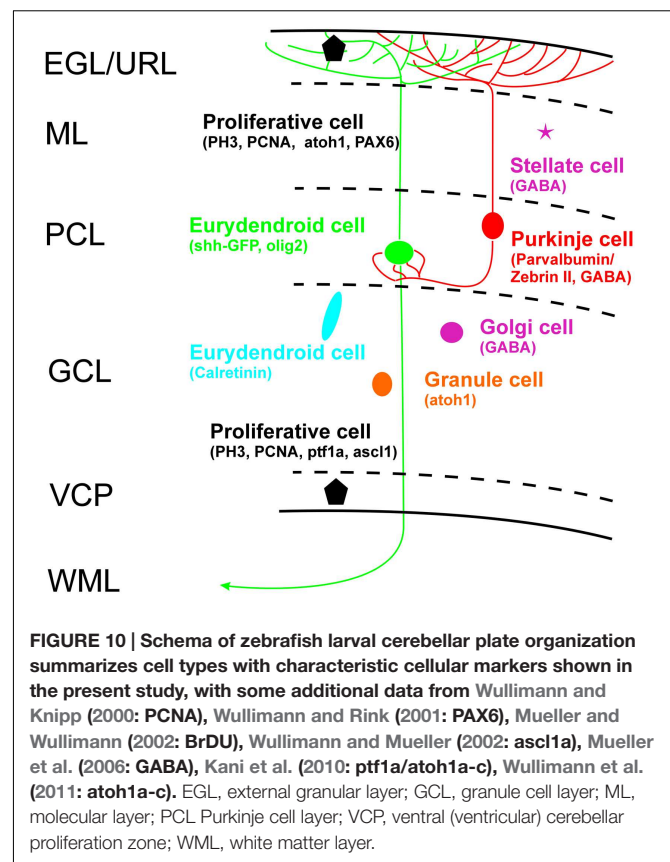 EGL/URL
ML
Proliferative cell
(PH3, PCNA, atoh1, PAX6)
Stellate cell
(GABA)
PCL
Eurydendroid cell
(shh-GFP, olig2)
Purkinje cell
(Parvalbumin/
Zebrin II, GABA)
Golgi cell
(GABA)
Eurydendroid cell
(Calretinin)
GCL
Granule cell
(atoh1)
Proliferative cell
(PH3, PCNA, ptf1a, ascl1)
VCP
WML
FIGURE 10 | Schema of zebrafish larval cerebellar plate organization
summarizes cell types with characteristic cellular markers shown in
the present study, with some additional data from Wullimann and
Knipp (2000: PCNA), Wullimann and Rink (2001: PAX6), Mueller and
Wullimann (2002: BrDU), Wullimann and Mueller (2002: ascl1a), Mueller
et al. (2006: GABA), Kani et al. (2010: ptf1a/atoh1a-c), Wullimann et al.
(2011: atoh1a-c). EGL, external granular layer; GCL, granule cell layer; ML,
molecular layer; PCL Purkinje cell layer; VCP, ventral (ventricular) cerebellar
proliferation zone; WML, white matter layer.